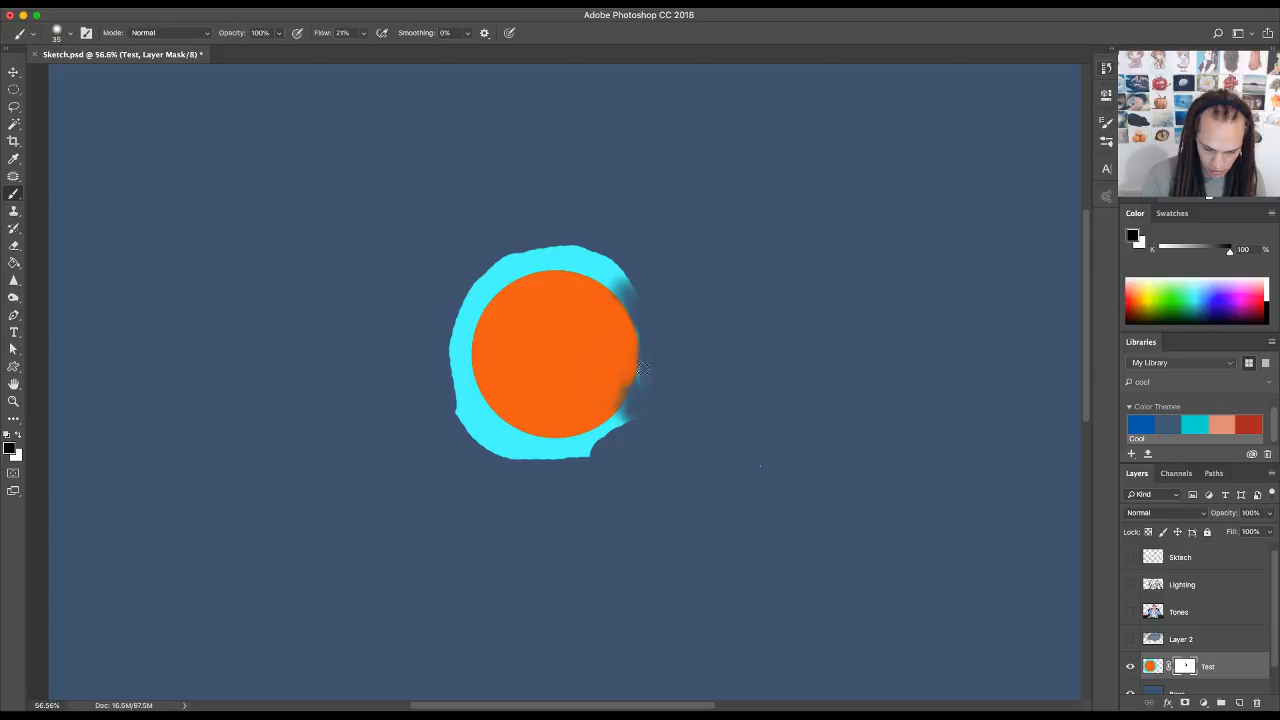 Adobe Photoshop CC 2018
35
Mode: Normal
Opacity: 100%
Flow: 21%
Smoothing: 0%
Sketch.psd @ 56.6% (Test, Layer Mask/8) *
Color
Swatches
K
100
%
Libraries
My Library
cool
Color Themes
Cool
Layers
Channels
Paths
Kind
Normal
Opacity: 100%
Lock:
Fill: 100%
Sktech
Lighting
Tones
Layer 2
Test
56.56%
Doc: 16.5M/97.5M